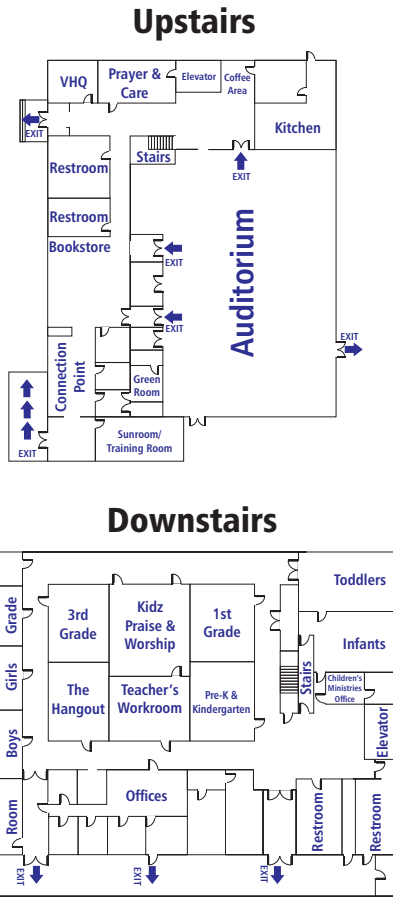 Upstairs
VHQ
Prayer &
Care
Elevator
Coffee
Area
Kitchen
EXIT
Restroom
Stairs
EXIT
Restroom
Bookstore
EXIT
EXIT
Auditorium
EXIT
Connection
Point
Green
Room
EXIT
Sunroom/
Training Room
Downstairs
Toddlers
Grade
3rd
Grade
Kidz
Praise &
Worship
1st
Grade
Infants
Girls
The
Hangout
Teacher's
Workroom
Pre-K &
Kindergarten
Stairs
Children's
Ministries
Office
Boys
Elevator
Room
Offices
Restroom
Restroom
EXIT
EXIT
EXIT